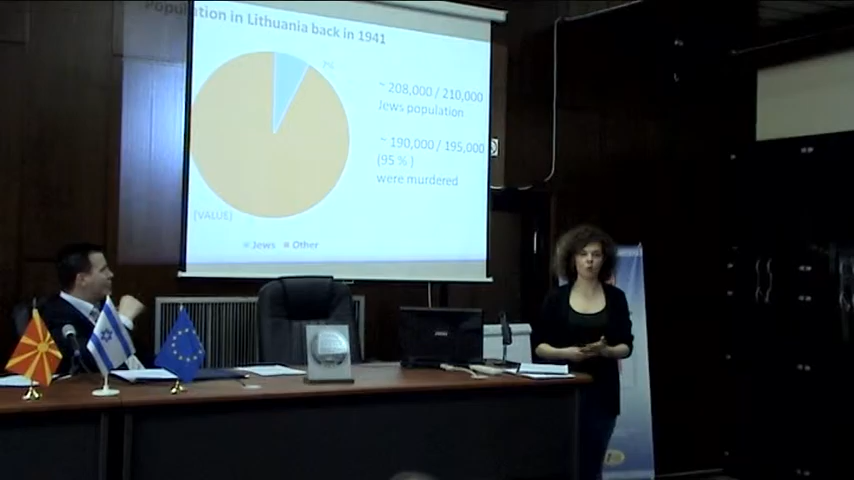 Population in Lithuania back in 1941
7%
~ 208,000 / 210,000
Jews population
~ 190,000 / 195,000
(95 % )
were murdered
[VALUE]
Jews Other